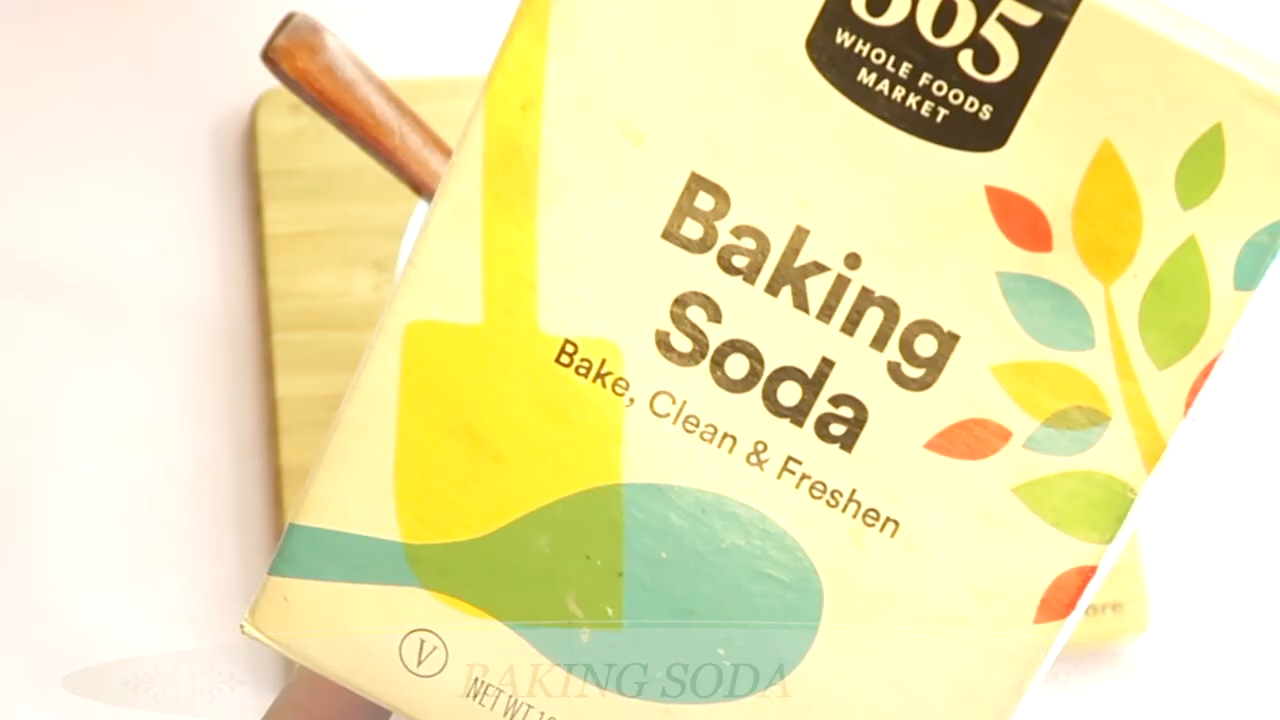 365
WHOLE FOODS
MARKET
Baking
Soda
Bake, Clean & Freshen
V
NET WT
BAKING SODA